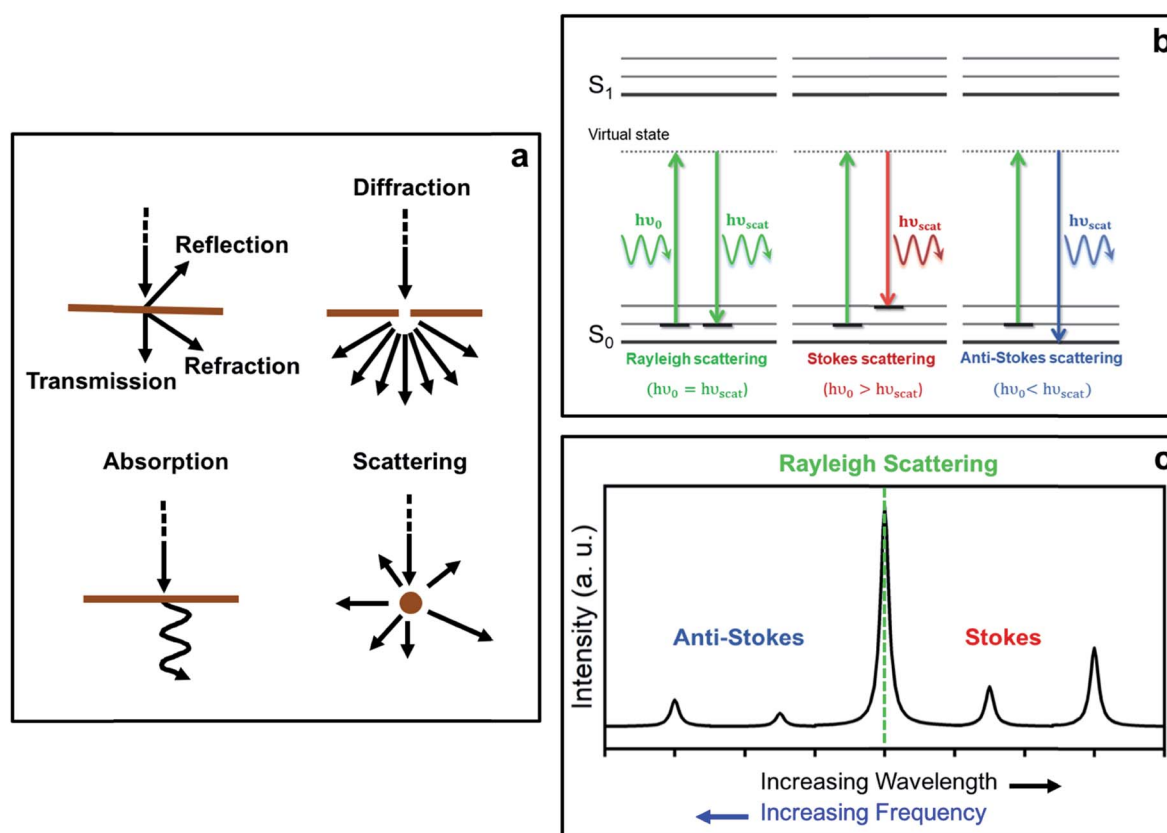 a
Reflection
Refraction
Transmission
Diffraction
Absorption
Scattering
b
S₁
Virtual state
hυ₀
hυscat
hυscat
hυscat
S₀
Rayleigh scattering
(hυ₀ = hυscat)
Stokes scattering
(hυ₀ > hυscat)
Anti-Stokes scattering
(hυ₀< hυscat)
c
Rayleigh Scattering
Intensity (a. u.)
Anti-Stokes
Stokes
Increasing Wavelength
Increasing Frequency